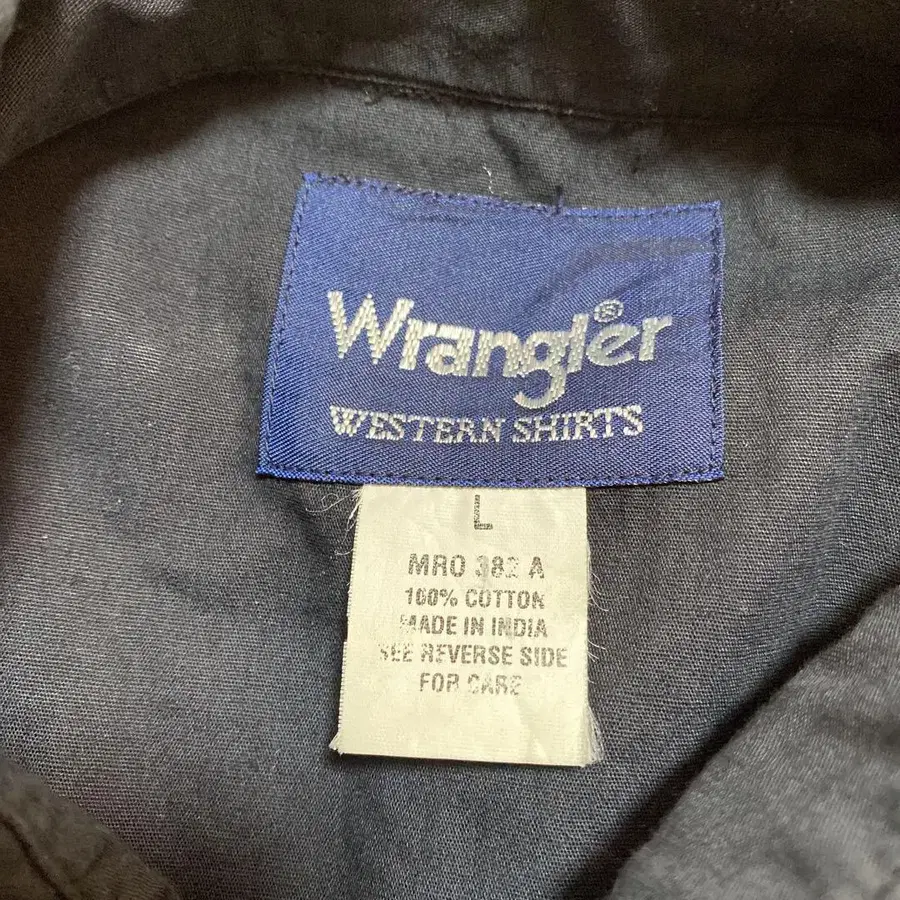 Wrangler®
WESTERN SHIRTS
L
MRO 382 A
100% COTTON
MADE IN INDIA
SEE REVERSE SIDE
FOR CARE